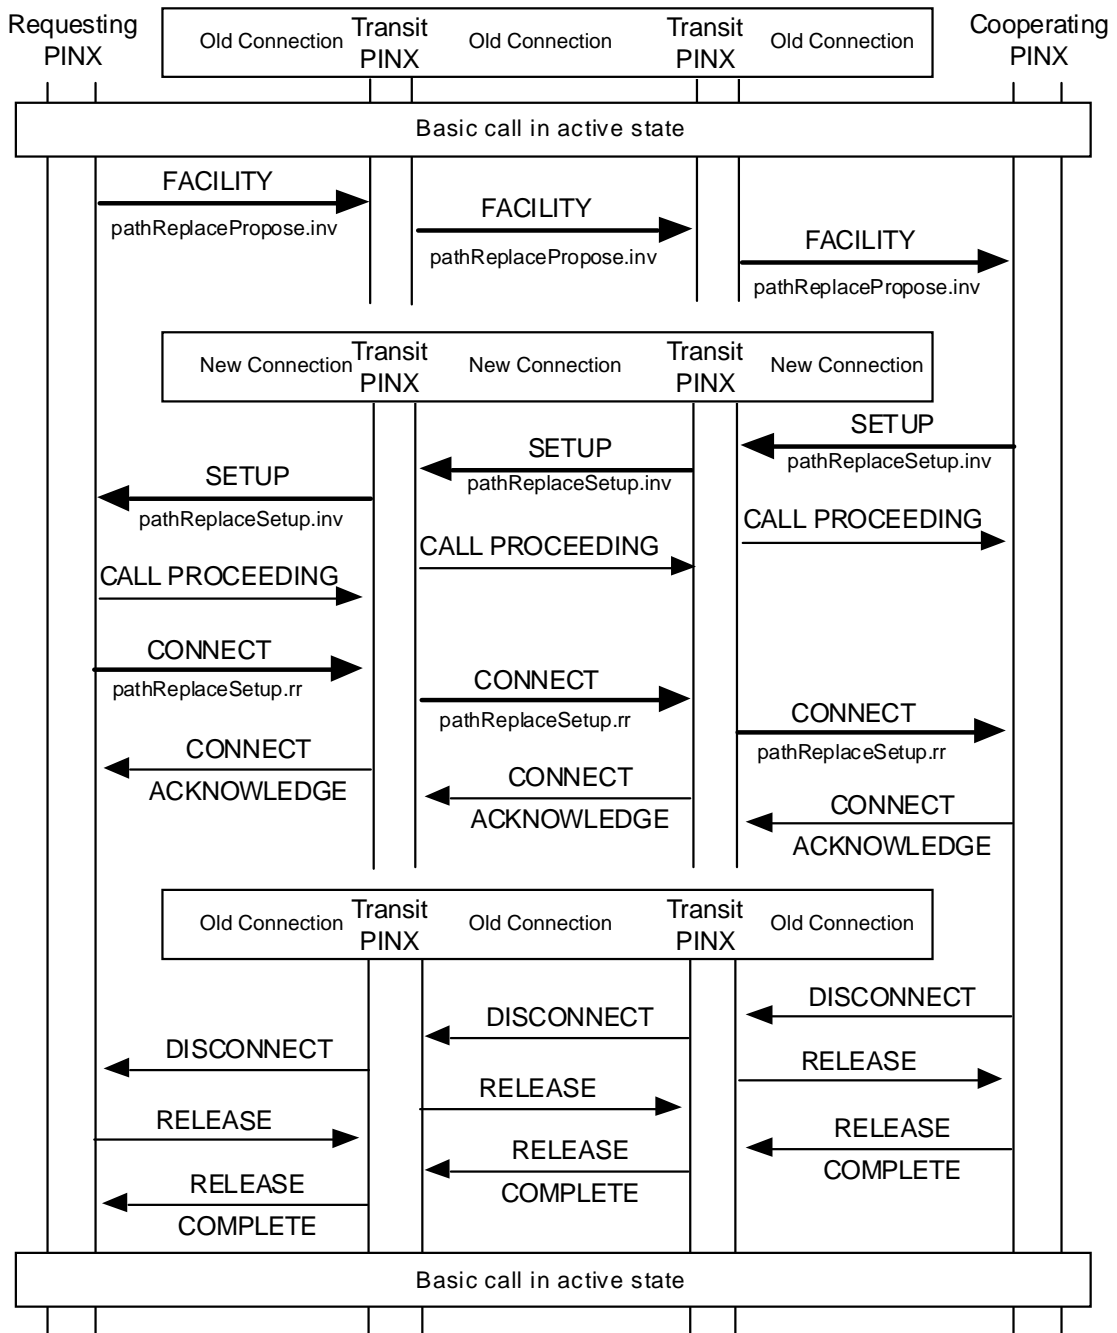 Requesting
PINX
Old Connection
Transit
PINX
Old Connection
Transit
PINX
Old Connection
Cooperating
PINX
Basic call in active state
FACILITY
pathReplacePropose.inv
FACILITY
pathReplacePropose.inv
FACILITY
pathReplacePropose.inv
New Connection
Transit
PINX
New Connection
Transit
PINX
New Connection
SETUP
pathReplaceSetup.inv
SETUP
pathReplaceSetup.inv
SETUP
pathReplaceSetup.inv
CALL PROCEEDING
CALL PROCEEDING
CALL PROCEEDING
CONNECT
pathReplaceSetup.rr
CONNECT
pathReplaceSetup.rr
CONNECT
pathReplaceSetup.rr
CONNECT
ACKNOWLEDGE
CONNECT
ACKNOWLEDGE
CONNECT
ACKNOWLEDGE
Old Connection
Transit
PINX
Old Connection
Transit
PINX
Old Connection
DISCONNECT
DISCONNECT
DISCONNECT
RELEASE
RELEASE
RELEASE
RELEASE
COMPLETE
RELEASE
COMPLETE
RELEASE
COMPLETE
Basic call in active state